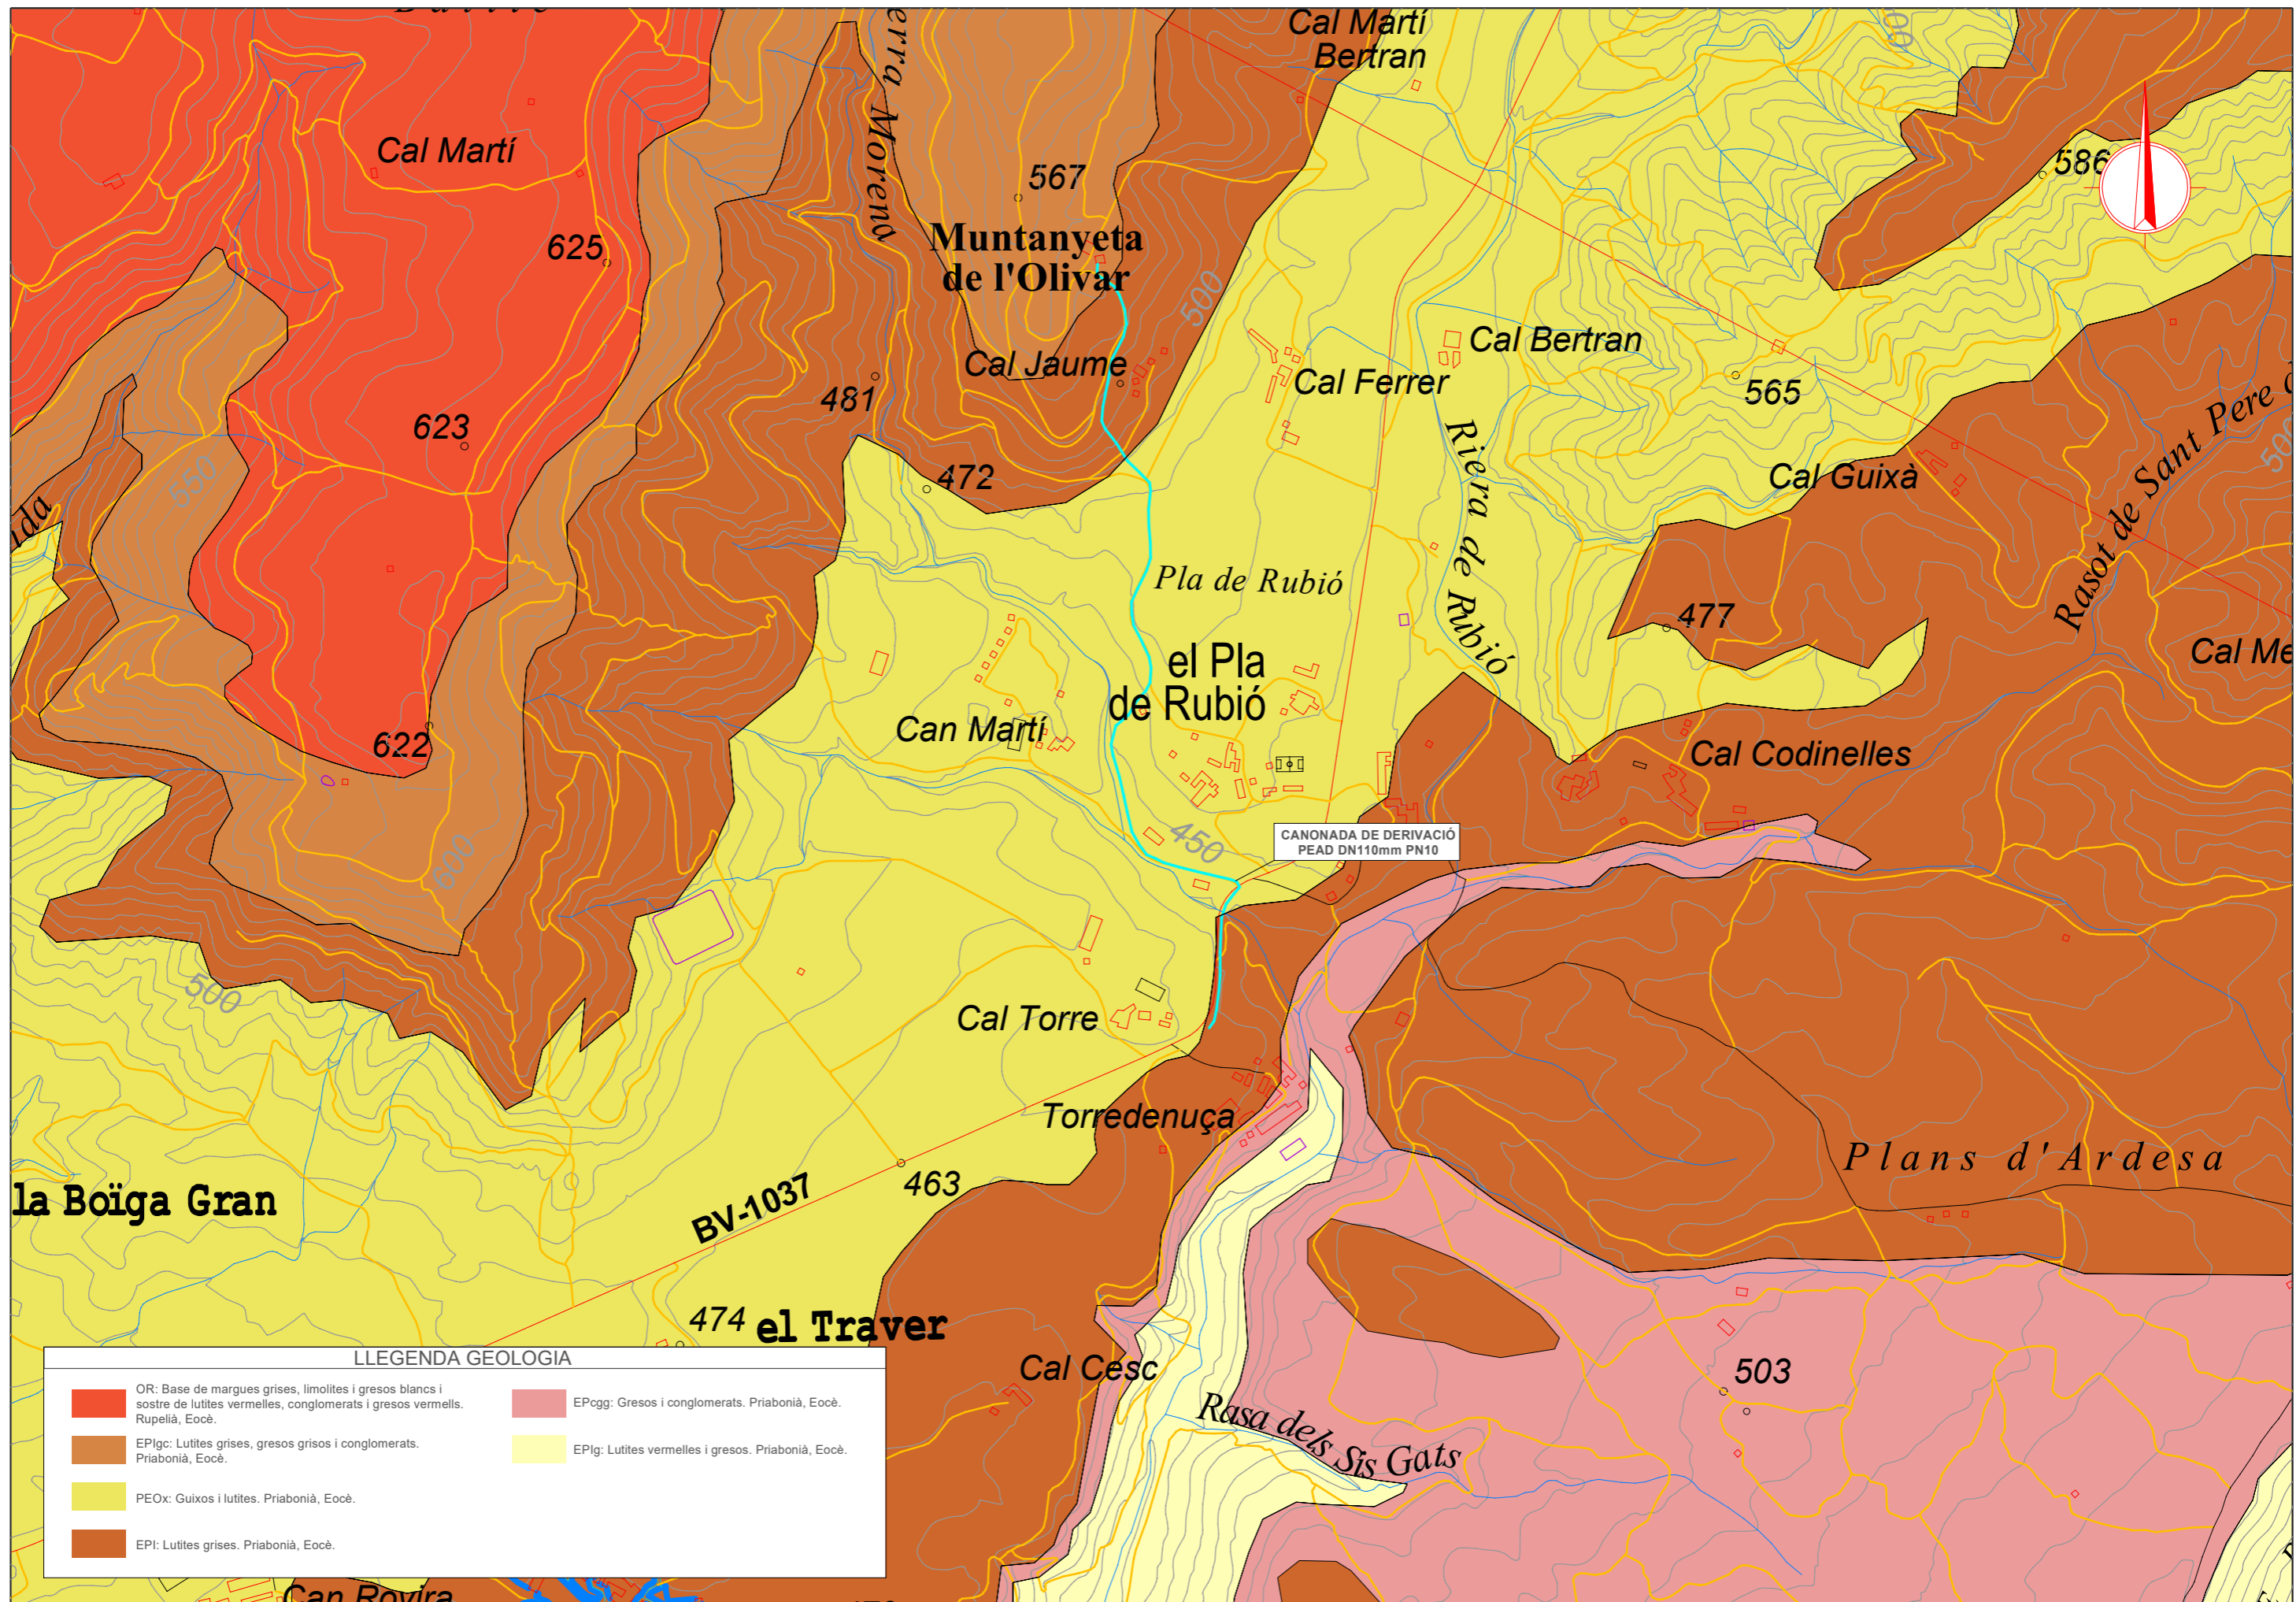 Cal Martí
Bertran
500
Cal Martí
erra Morena
567
586
625
Muntanyeta
de l'Olivar
500
Cal Jaume
Cal Bertran
481
Cal Ferrer
565
623
Riera de Rubió
Rasot de Sant Pere
500
550
472
Cal Guixà
ida
Pla de Rubió
477
el Pla
de Rubió
Cal Me
Can Martí
622
Cal Codinelles
450
CANONADA DE DERIVACIÓ
PEAD DN110mm PN10
600
500
Cal Torre
Torredenuça
Plans d'Ardesa
463
la Boïga Gran
BV-1037
474
el Traver
Cal Cesc
503
Rasa dels Sis Gats
LLEGENDA GEOLOGIA
OR: Base de margues grises, limolites i gresos blancs i
sostre de lutites vermelles, conglomerats i gresos vermells.
Rupelià, Eocè.
EPlgc: Lutites grises, gresos grisos i conglomerats.
Priabonià, Eocè.
PEOx: Guixos i lutites. Priabonià, Eocè.
EPl: Lutites grises. Priabonià, Eocè.
EPcgg: Gresos i conglomerats. Priabonià, Eocè.
EPlg: Lutites vermelles i gresos. Priabonià, Eocè.
Can Rovira